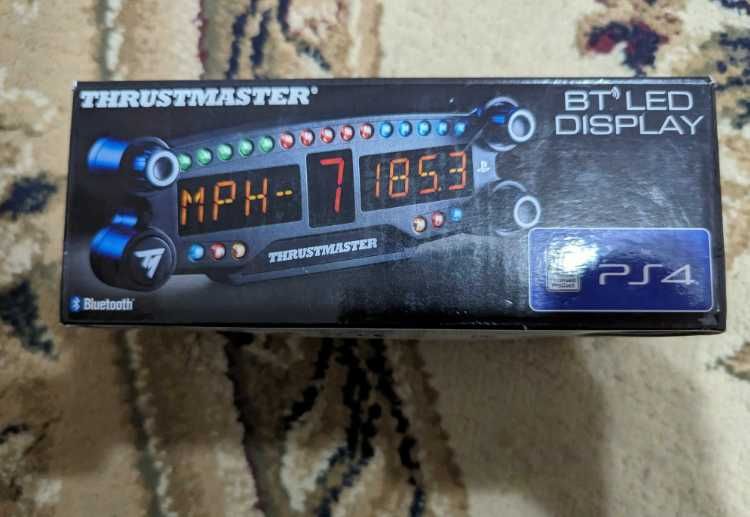 THRUSTMASTER®
BT LED
DISPLAY
MPH- 7 185.3
THRUSTMASTER
Bluetooth®
PS4